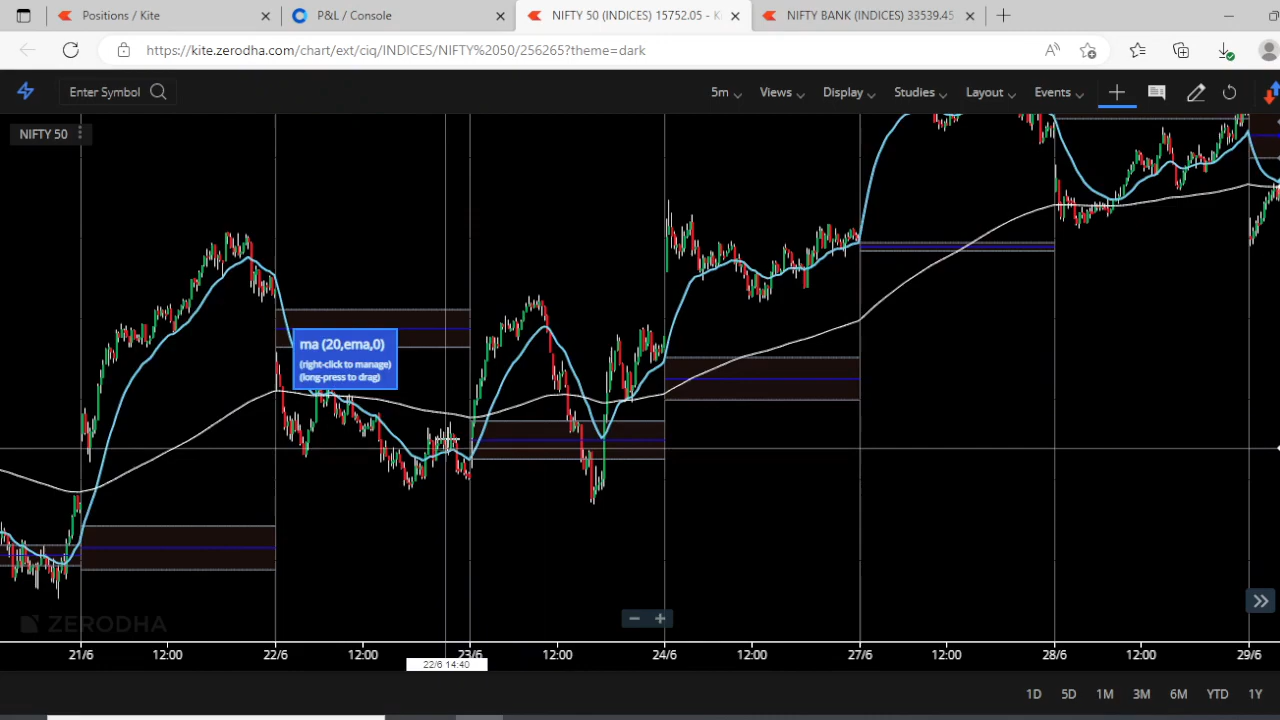 Positions / Kite
P&L / Console
NIFTY 50 (INDICES) 15752.05 - K
NIFTY BANK (INDICES) 33539.45
https://kite.zerodha.com/chart/ext/ciq/INDICES/NIFTY%2050/256265?theme=dark
Enter Symbol
5m Views Display Studies Layout Events
NIFTY 50
ma (20,ema,0)
(right-click to manage)
(long-press to drag)
ZERODHA
21/6 12:00 22/6 12:00 23/6 12:00 24/6 12:00 27/6 12:00 28/6 12:00 29/6
22/6 14:40
1D 5D 1M 3M 6M YTD 1Y